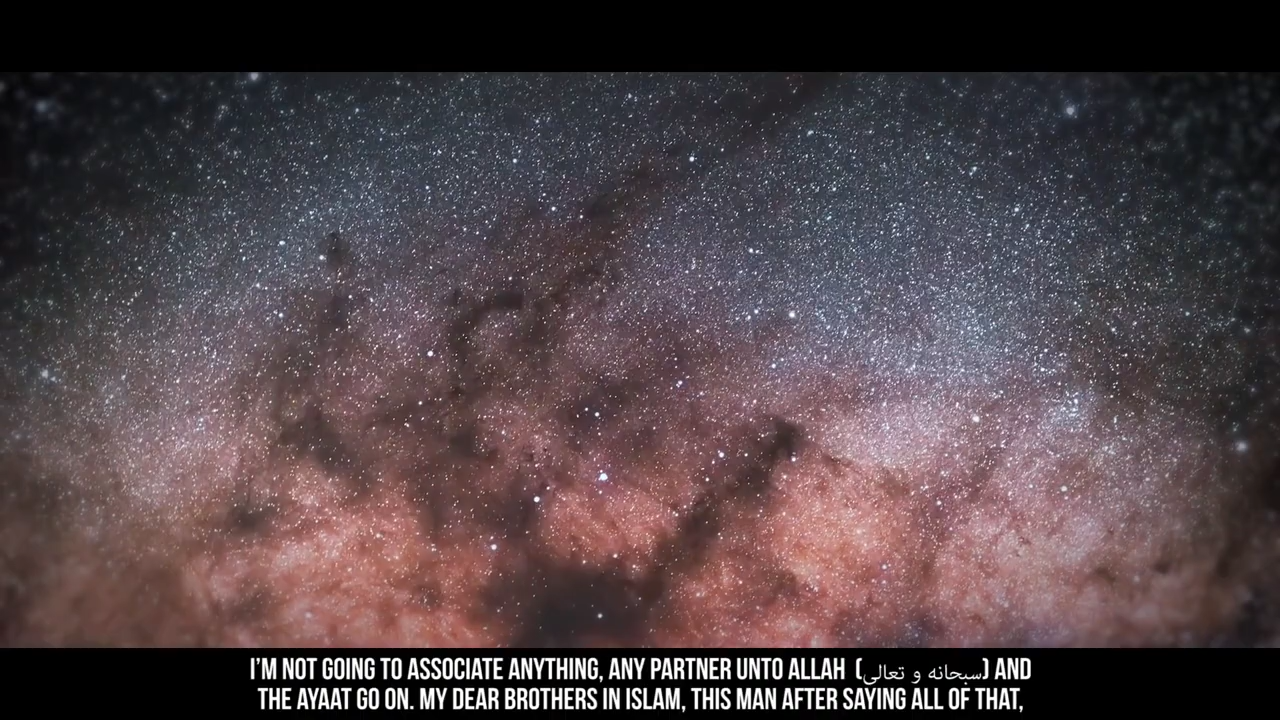 I'M NOT GOING TO ASSOCIATE ANYTHING, ANY PARTNER UNTO ALLAH (سبحانه و تعالى) AND
THE AYAAT GO ON. MY DEAR BROTHERS IN ISLAM, THIS MAN AFTER SAYING ALL OF THAT,